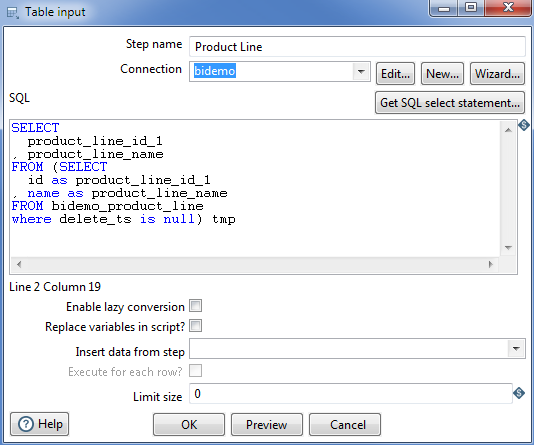 Table input
Step name Product Line
Connection bidemo Edit... New... Wizard...
SQL Get SQL select statement...
SELECT
product_line_id_1
, product_line_name
FROM (SELECT
id as product_line_id_1
, name as product_line_name
FROM bidemo_product_line
where delete_ts is null) tmp
Line 2 Column 19
Enable lazy conversion
Replace variables in script?
Insert data from step
Execute for each row?
Limit size 0
Help OK Preview Cancel